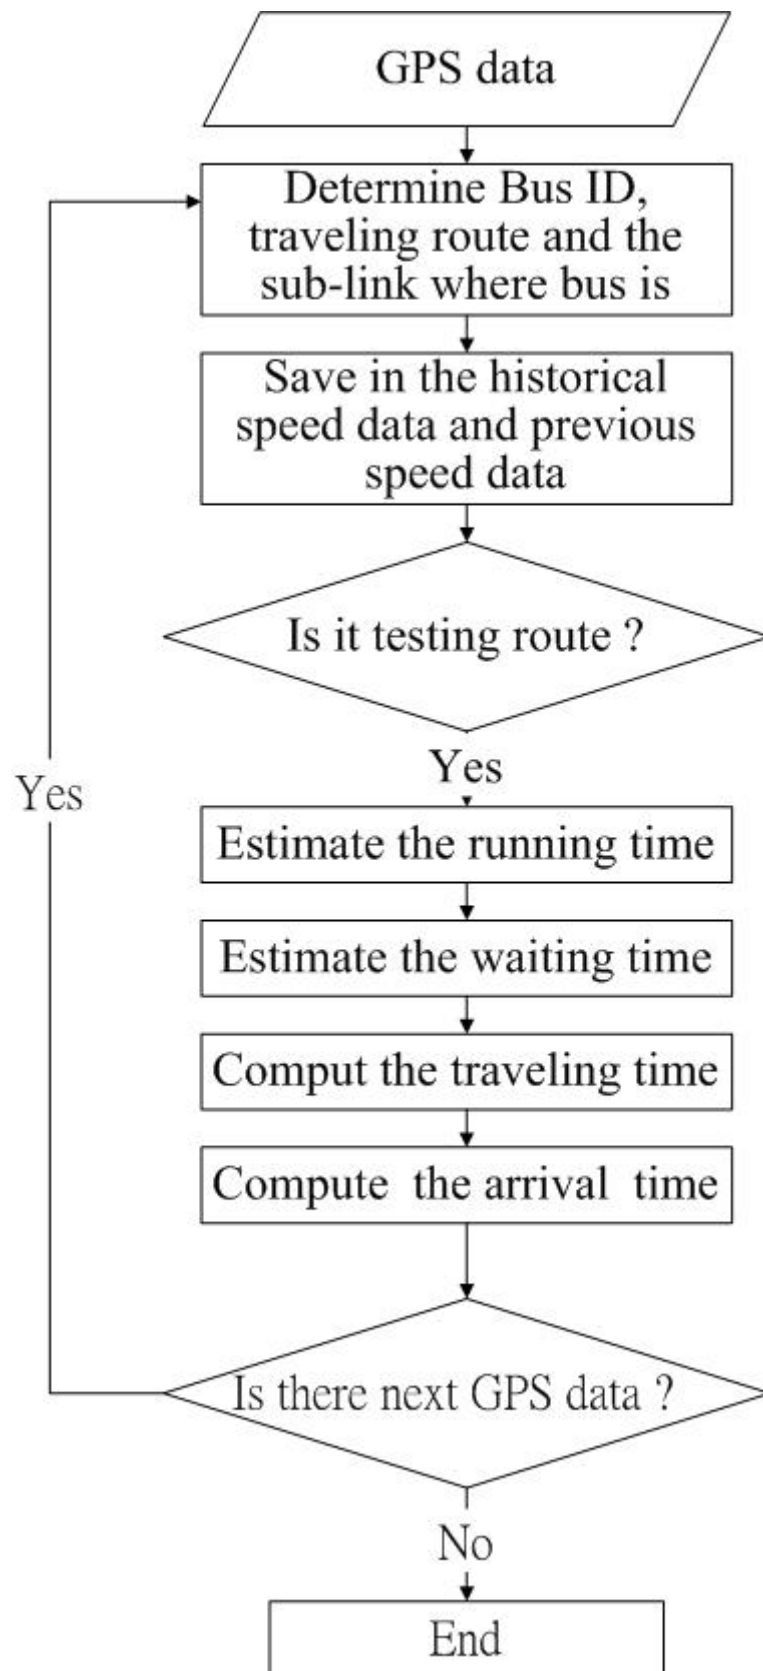 GPS data
Determine Bus ID,
traveling route and the
sub-link where bus is
Save in the historical
speed data and previous
speed data
Is it testing route ?
Yes
Yes
Estimate the running time
Estimate the waiting time
Comput the traveling time
Compute the arrival time
Is there next GPS data ?
No
End